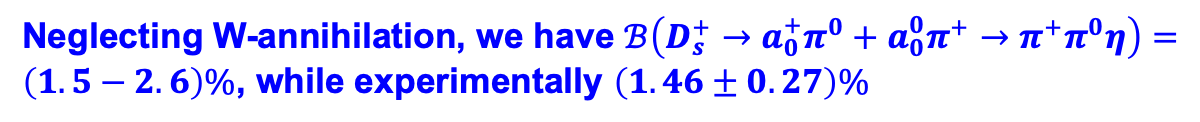 Neglecting W-annihilation, we have ℬ(D_s^+ → a_0^+π^0 + a_0^0π^+ → π^+π^0η) =
(1.5 − 2.6)%, while experimentally (1.46 ± 0.27)%